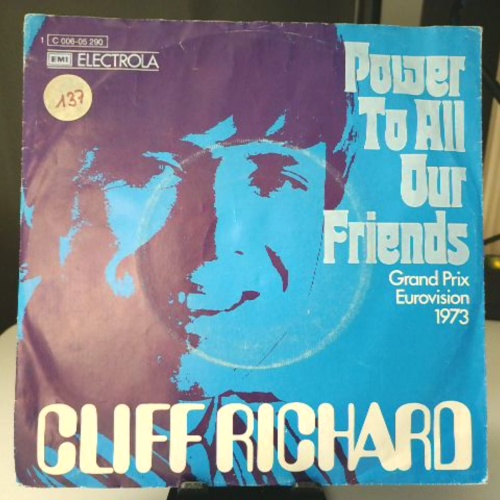 1 C 006-05 290
EMI ELECTROLA
137
Power
To All
Our
Friends
Grand Prix
Eurovision
1973
CLIFF RICHARD